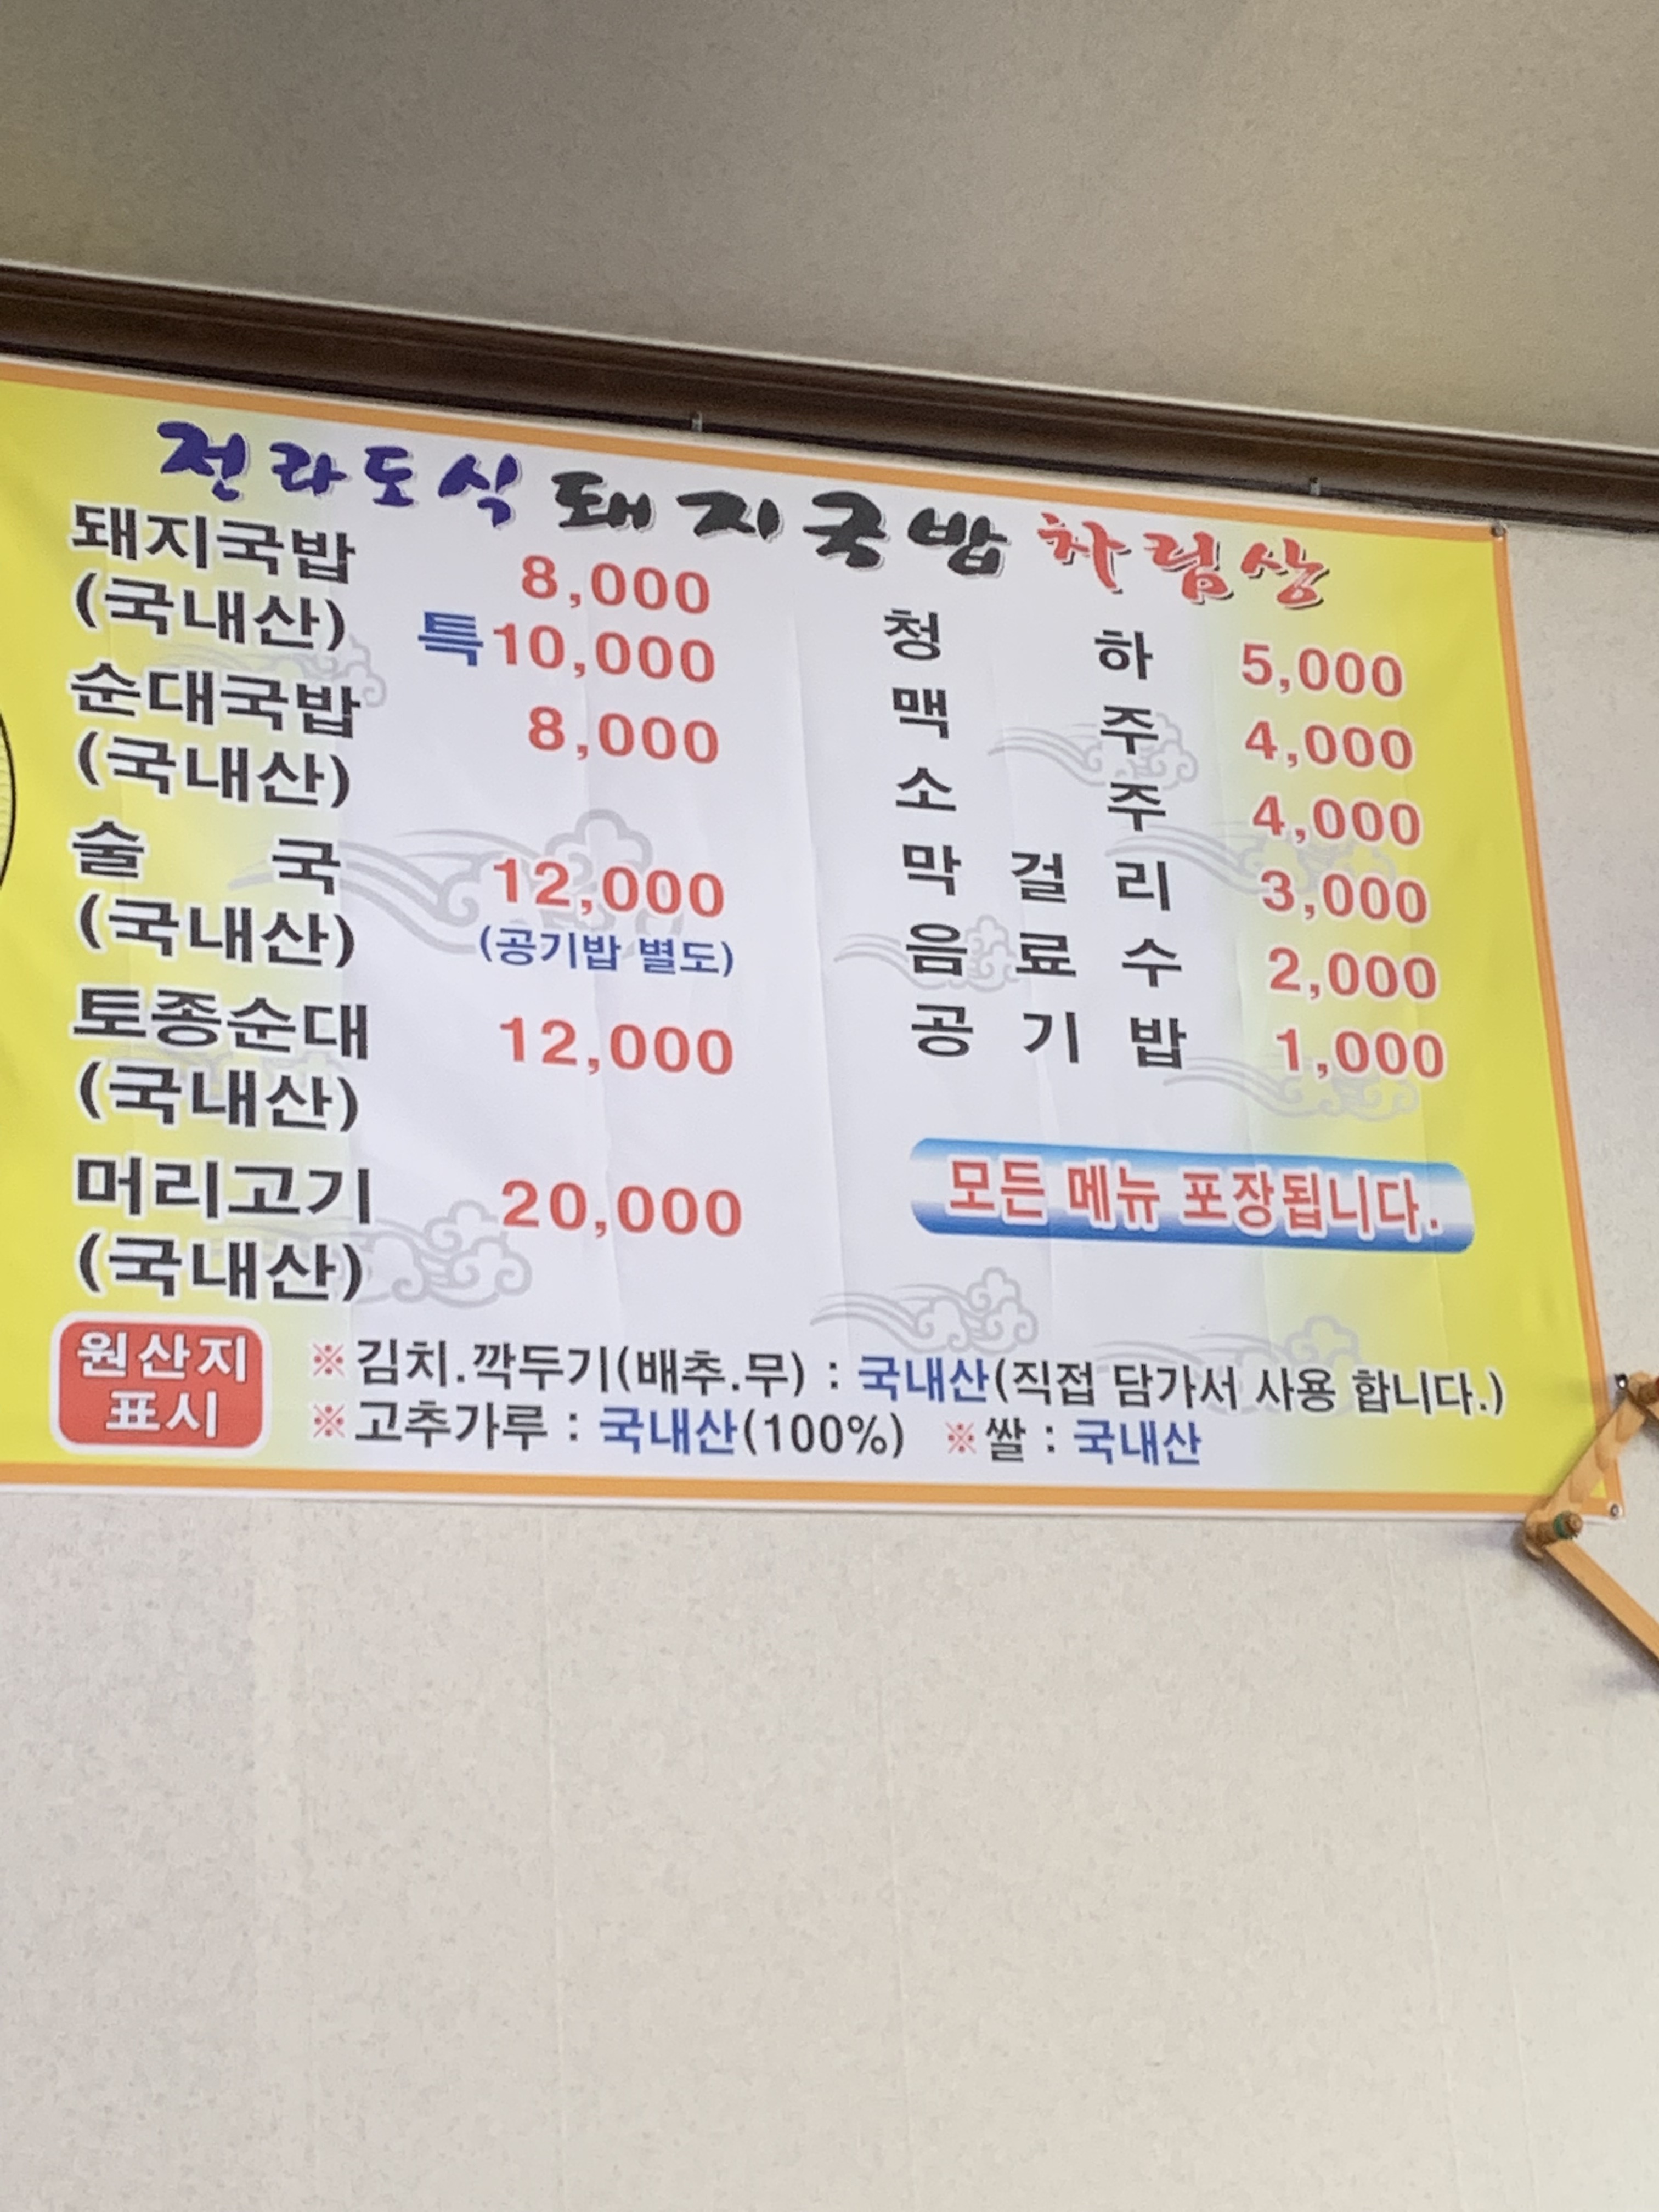 전라도식 돼지국밥 차림상
돼지국밥 8,000
(국내산) 특10,000
순대국밥 8,000
(국내산)
술국 12,000
(국내산) (공기밥 별도)
토종순대 12,000
(국내산)
머리고기 20,000
(국내산)
청하 5,000
맥주 4,000
소주 4,000
막걸리 3,000
음료수 2,000
공기밥 1,000
모든 메뉴 포장됩니다.
원산지
표시
※김치.깍두기(배추.무) : 국내산(직접 담가서 사용 합니다.)
※고추가루 : 국내산(100%) ※쌀 : 국내산